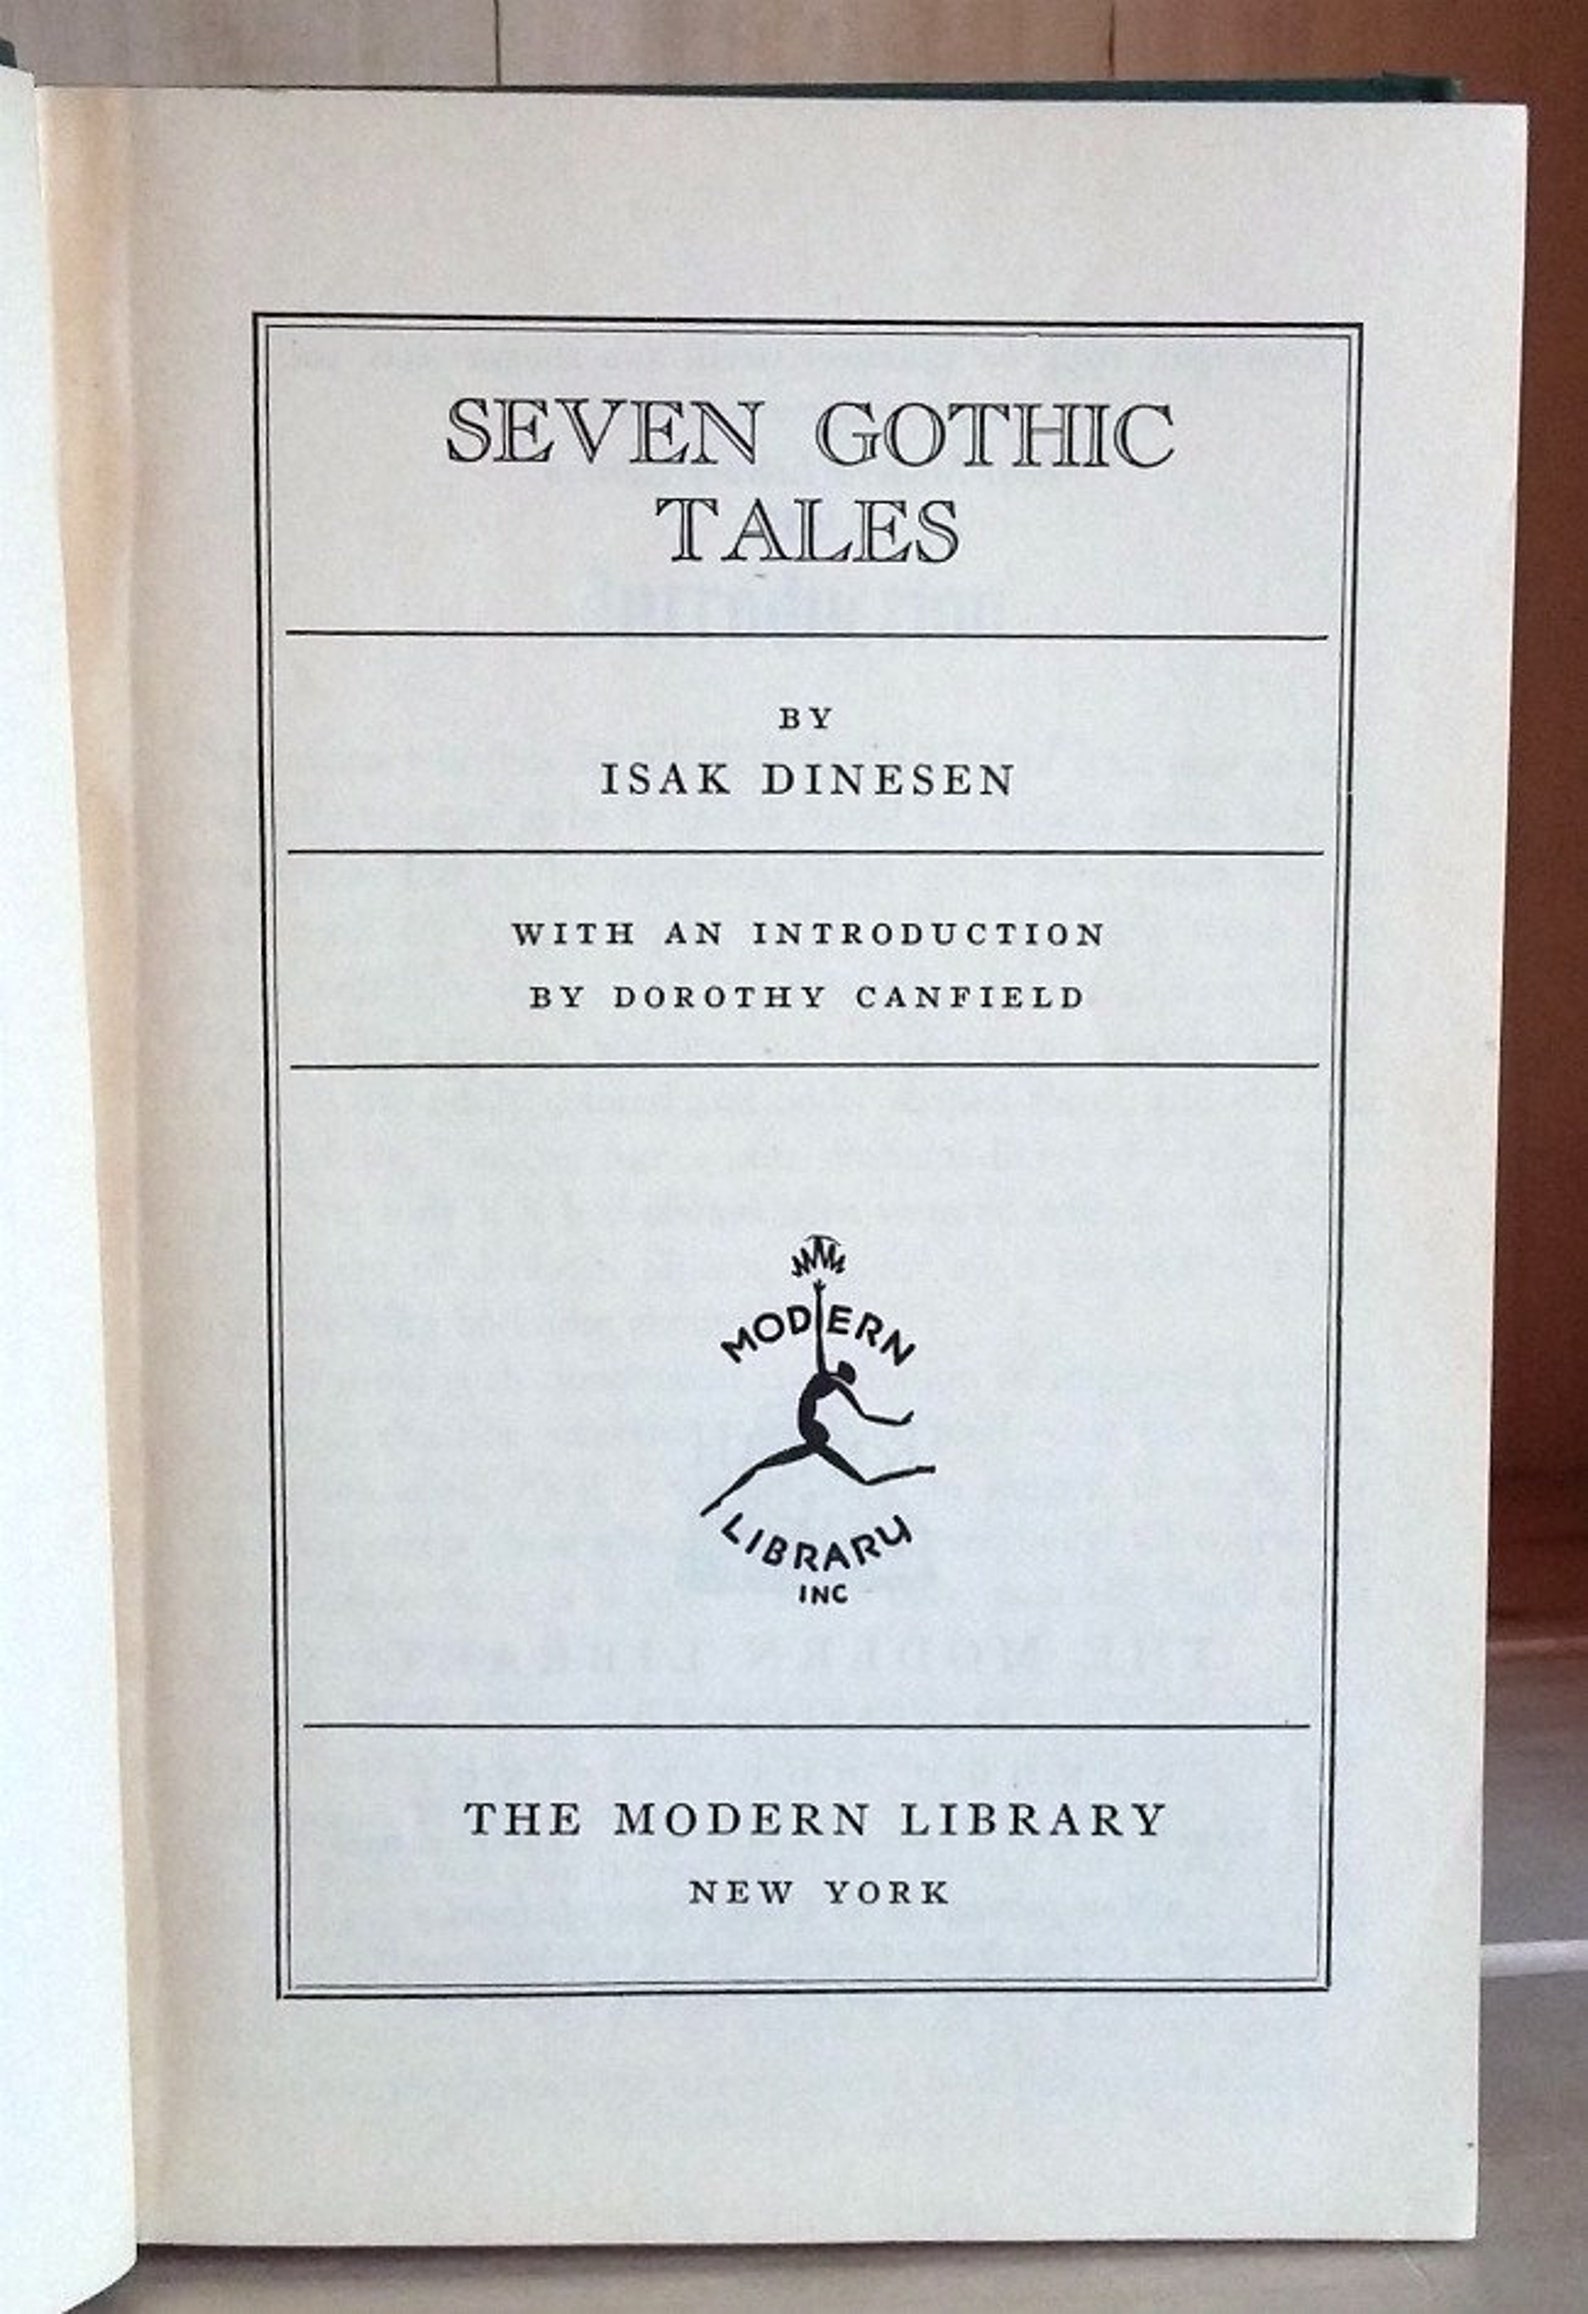 SEVEN GOTHIC
TALES
BY
ISAK DINESEN
WITH AN INTRODUCTION
BY DOROTHY CANFIELD
MODERN
LIBRARY
INC
THE MODERN LIBRARY
NEW YORK